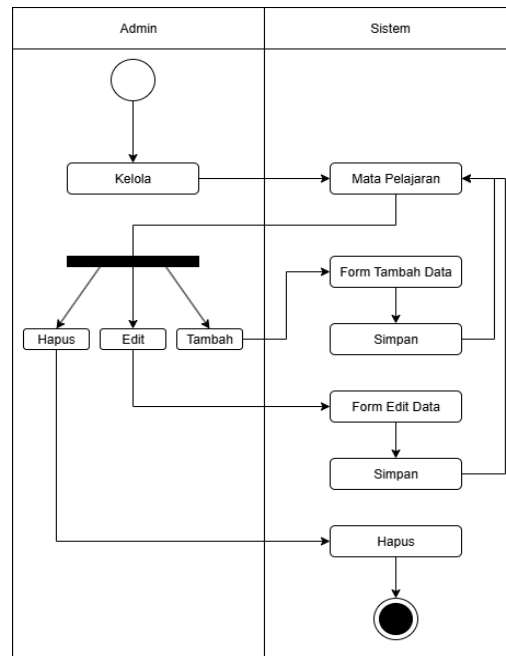 Admin
Sistem
Kelola
Mata Pelajaran
Form Tambah Data
Hapus
Edit
Tambah
Simpan
Form Edit Data
Simpan
Hapus